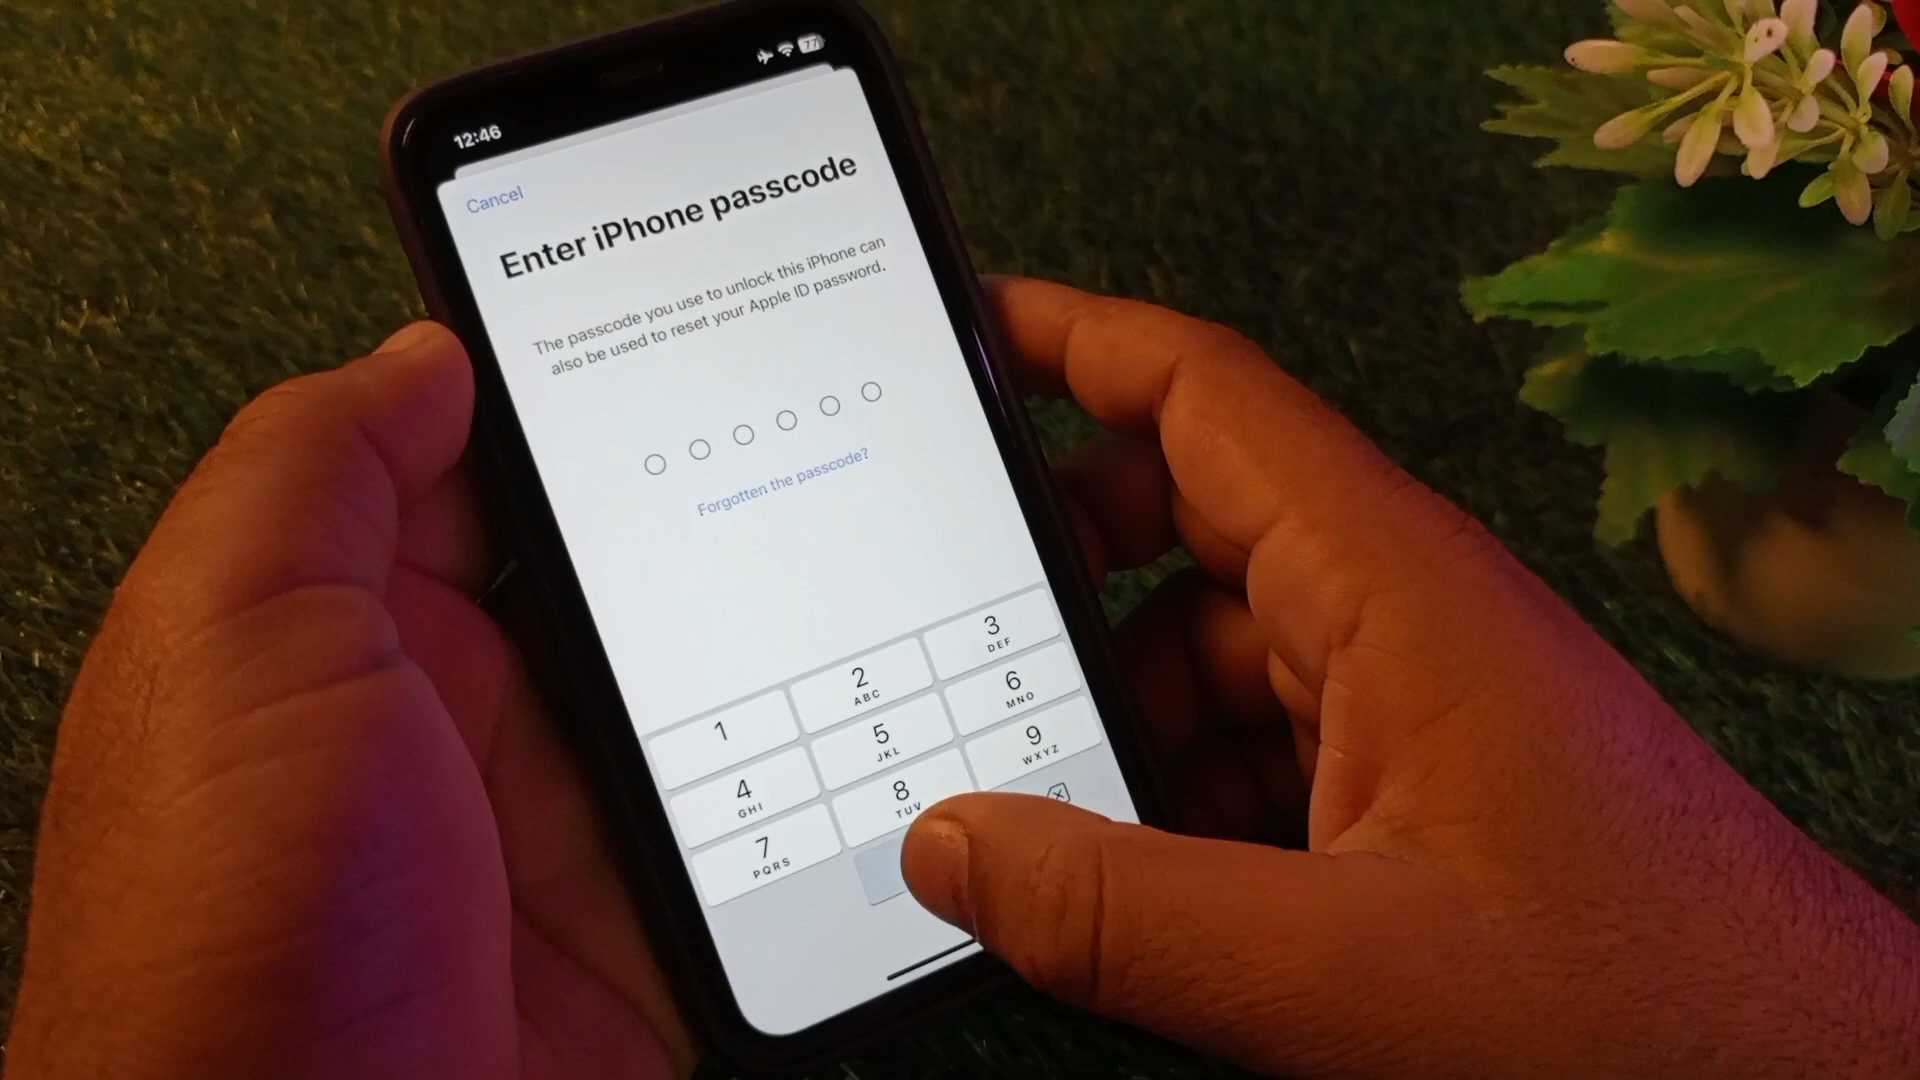 12:46
77
Cancel
Enter iPhone passcode
The passcode you use to unlock this iPhone can
also be used to reset your Apple ID password.
Forgotten the passcode?
1
2
ABC
3
DEF
4
GHI
5
JKL
6
MNO
7
PQRS
8
TUV
9
WXYZ